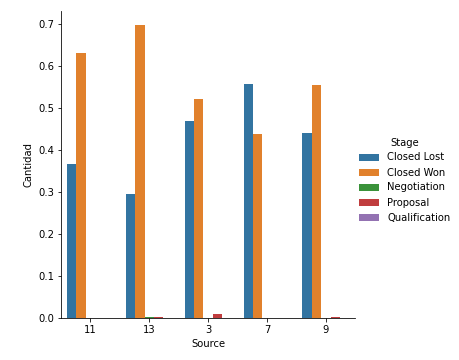 0.7
0.6
0.5
0.4
0.3
0.2
0.1
0.0
Cantidad
11 13 3 7 9
Source
Stage
Closed Lost
Closed Won
Negotiation
Proposal
Qualification